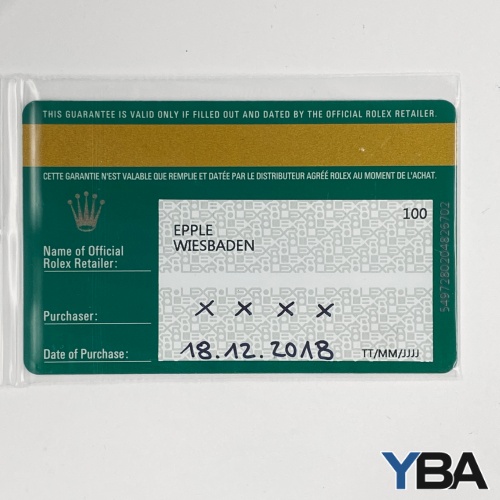 THIS GUARANTEE IS VALID ONLY IF FILLED OUT AND DATED BY THE OFFICIAL ROLEX RETAILER.
CETTE GARANTIE N'EST VALABLE QUE REMPLIE ET DATÉE PAR LE DISTRIBUTEUR AGRÉÉ ROLEX AU MOMENT DE L'ACHAT.
100
EPPLE
WIESBADEN
Name of Official
Rolex Retailer:
Purchaser: X X X X
Date of Purchase: 18.12.2018 TT/MM/JJJJ
5497280204826702
YBA